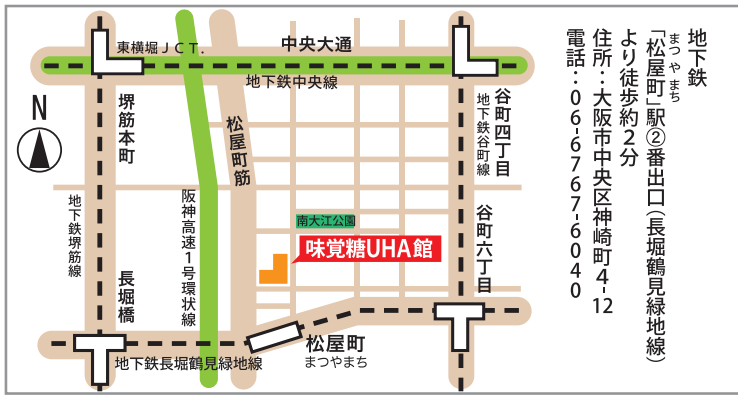 地下鉄
「松屋町」駅②番出口(長堀鶴見緑地線)
まつ や まち
より徒歩約2分
住所:大阪市中央区神崎町4-12
電話:06-6767-6040
東横堀JCT.
中央大通
地下鉄中央線
N
堺筋本町
松屋町筋
谷町四丁目
地下鉄谷町線
地下鉄堺筋線
阪神高速1号環状線
南大江公園
味覚糖UHA館
谷町六丁目
長堀橋
松屋町
まつやまち
地下鉄長堀鶴見緑地線